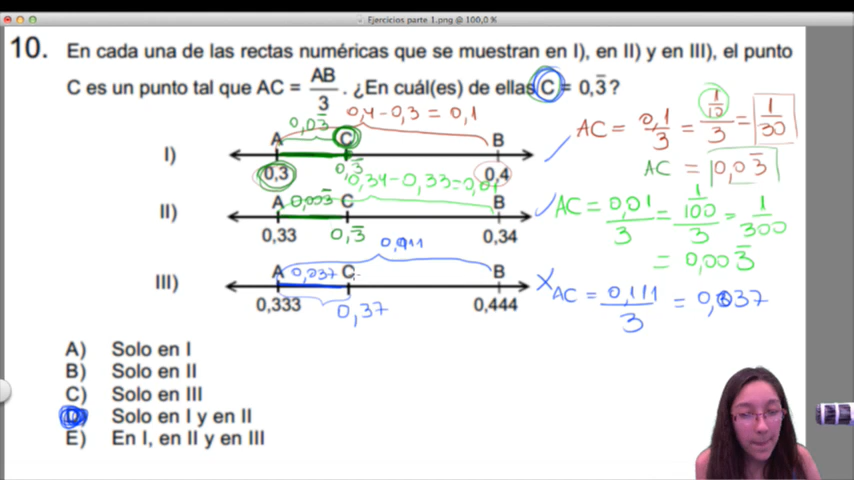 Ejercicios parte 1.png @ 100,0 %
10. En cada una de las rectas numéricas que se muestran en I), en II) y en III), el punto
C es un punto tal que AC = AB/3. ¿En cuál(es) de ellas C = 0,3̅?
0,4 - 0,3 = 0,1
0,03̅
AC = 0,1/3 = 1/10/3 = 1/30
AC = 0,03̅
I) A C B
0,3 0,3̅ 0,4
0,34 - 0,33 = 0,01
II) A 0,003̅ C B
0,33 0,3̅ 0,34
AC = 0,01/3 = 1/100/3 = 1/300
= 0,003̅
III) A 0,037 C B
0,333 0,37 0,444
X AC = 0,111/3 = 0,037
A) Solo en I
B) Solo en II
C) Solo en III
Solo en I y en II
E) En I, en II y en III